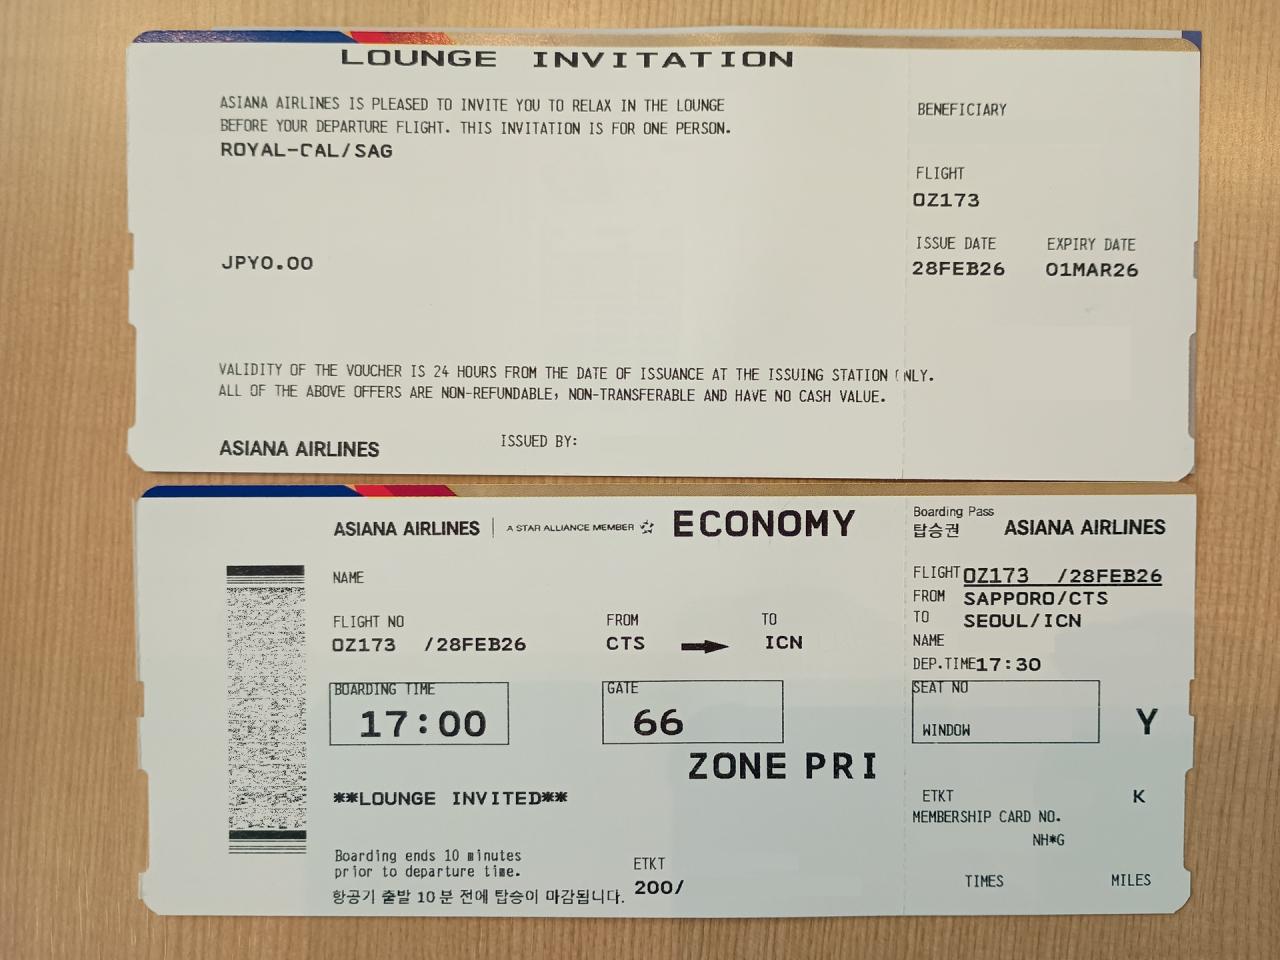 LOUNGE INVITATION
ASIANA AIRLINES IS PLEASED TO INVITE YOU TO RELAX IN THE LOUNGE
BEFORE YOUR DEPARTURE FLIGHT. THIS INVITATION IS FOR ONE PERSON.
ROYAL-CAL/SAG
JPY0.00
VALIDITY OF THE VOUCHER IS 24 HOURS FROM THE DATE OF ISSUANCE AT THE ISSUING STATION ONLY.
ALL OF THE ABOVE OFFERS ARE NON-REFUNDABLE, NON-TRANSFERABLE AND HAVE NO CASH VALUE.
ASIANA AIRLINES
ISSUED BY:
BENEFICIARY
FLIGHT
OZ173
ISSUE DATE EXPIRY DATE
28FEB26 01MAR26
ASIANA AIRLINES A STAR ALLIANCE MEMBER ECONOMY
NAME
FLIGHT NO FROM TO
OZ173 /28FEB26 CTS ICN
BOARDING TIME GATE
17:00 66
ZONE PRI
**LOUNGE INVITED**
Boarding ends 10 minutes
prior to departure time.
항공기 출발 10분 전에 탑승이 마감됩니다.
ETKT
200/
Boarding Pass
탑승권 ASIANA AIRLINES
FLIGHT OZ173 /28FEB26
FROM SAPPORO/CTS
TO SEOUL/ICN
NAME
DEP.TIME 17:30
SEAT NO
WINDOW
Y
ETKT K
MEMBERSHIP CARD NO.
NH*G
TIMES MILES